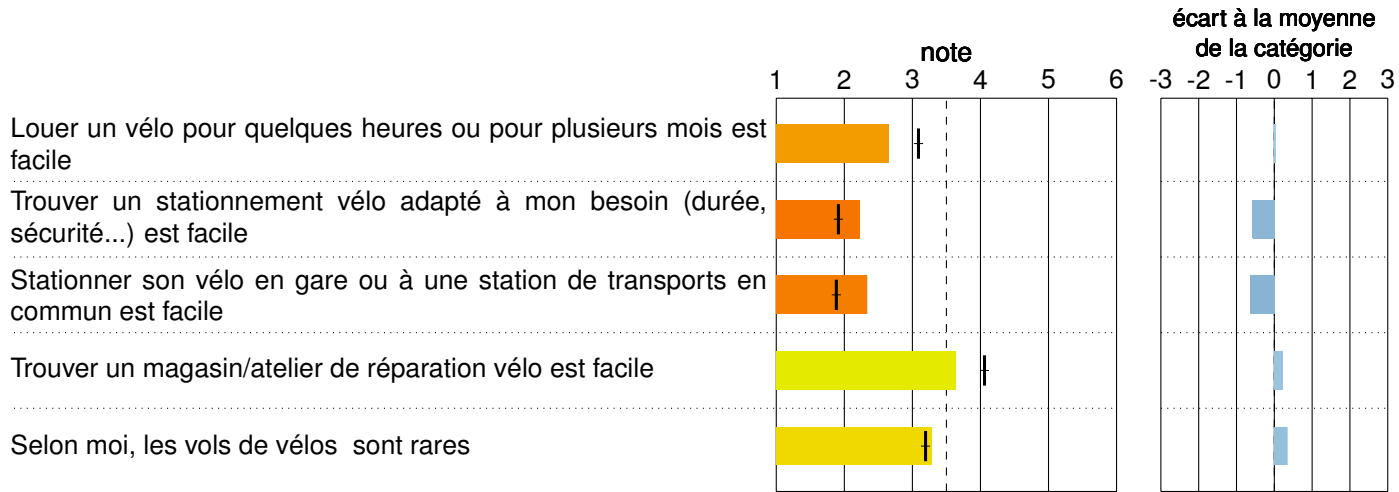 écart à la moyenne
de la catégorie
note
1 2 3 4 5 6
-3 -2 -1 0 1 2 3
Louer un vélo pour quelques heures ou pour plusieurs mois est
facile
Trouver un stationnement vélo adapté à mon besoin (durée,
sécurité...) est facile
Stationner son vélo en gare ou à une station de transports en
commun est facile
Trouver un magasin/atelier de réparation vélo est facile
Selon moi, les vols de vélos sont rares